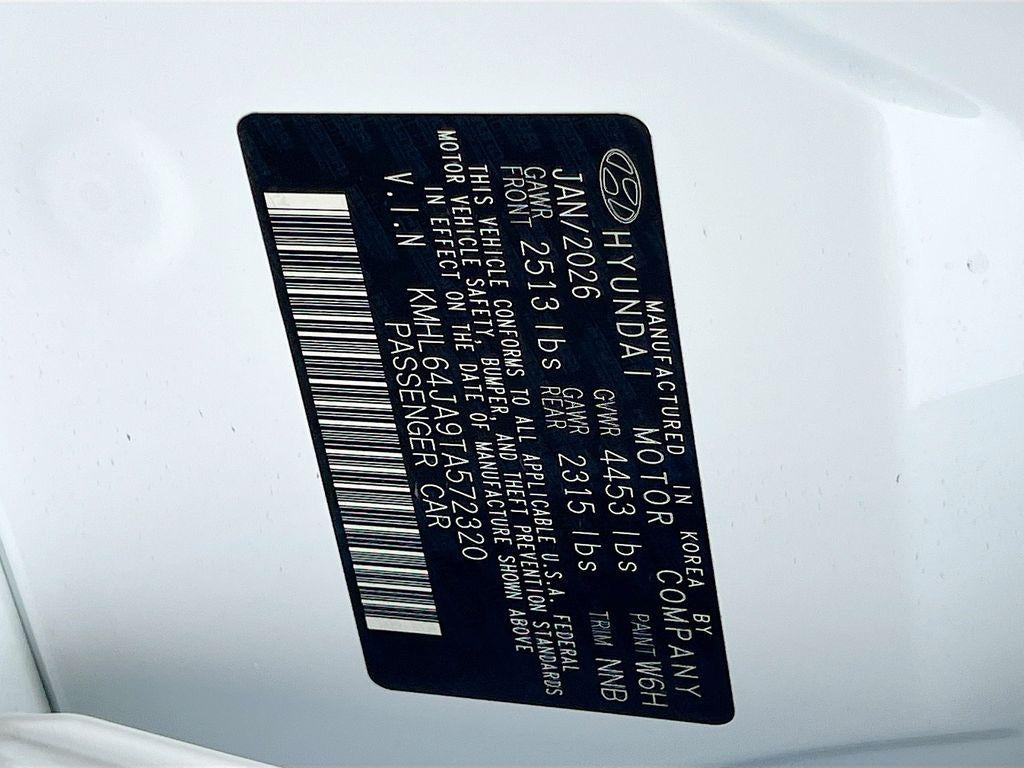 MANUFACTURED IN KOREA BY
HYUNDAI MOTOR COMPANY
JAN/2026 GVWR 4453 lbs PAINT W6H
GAWR FRONT 2513 lbs GAWR REAR 2315 lbs TRIM NNB
THIS VEHICLE CONFORMS TO ALL APPLICABLE U.S.A. FEDERAL
MOTOR VEHICLE SAFETY, BUMPER, AND THEFT PREVENTION STANDARDS
IN EFFECT ON THE DATE OF MANUFACTURE SHOWN ABOVE
V.I.N KMHL64JA9TA572320
PASSENGER CAR